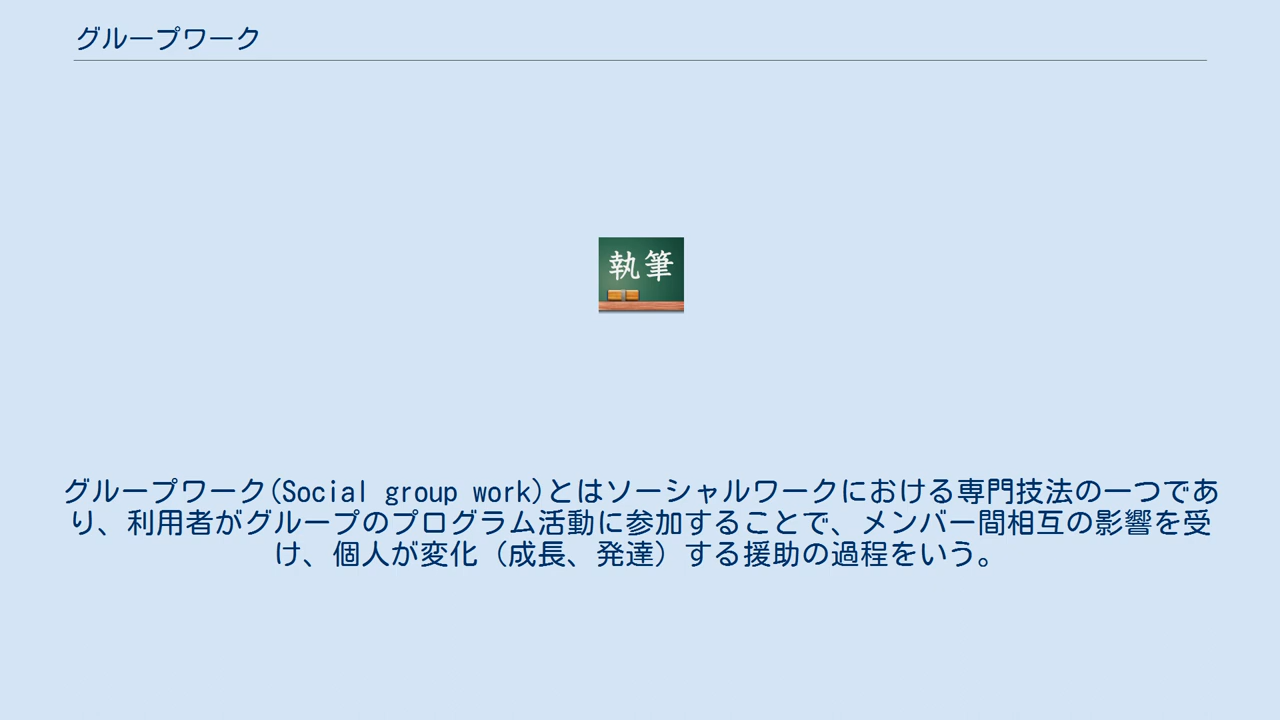 グループワーク
執筆
グループワーク(Social group work)とはソーシャルワークにおける専門技法の一つであ
り、利用者がグループのプログラム活動に参加することで、メンバー間相互の影響を受
け、個人が変化（成長、発達）する援助の過程をいう。